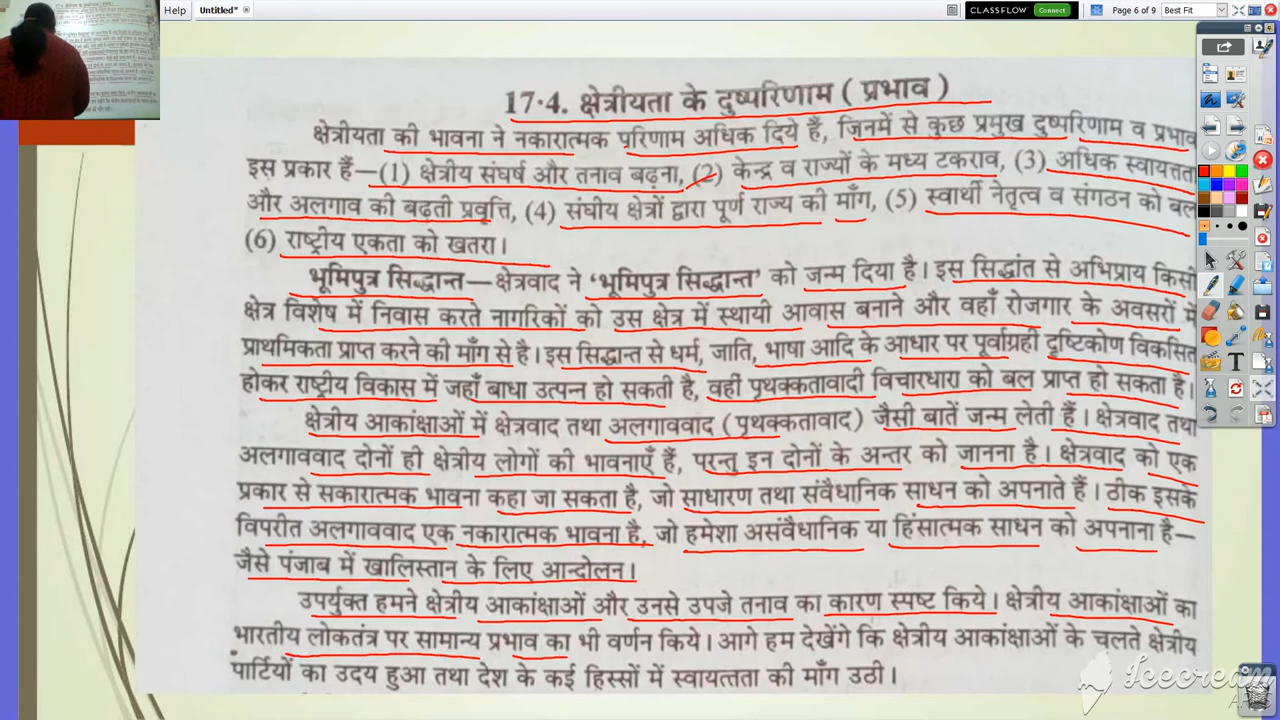 Help
Untitled*
CLASSFLOW
Connect
Page 6 of 9
Best Fit
17·4. क्षेत्रीयता के दुष्परिणाम ( प्रभाव )
क्षेत्रीयता की भावना ने नकारात्मक परिणाम अधिक दिये हैं, जिनमें से कुछ प्रमुख दुष्परिणाम व प्रभाव
इस प्रकार हैं—(1) क्षेत्रीय संघर्ष और तनाव बढ़ना, (2) केन्द्र व राज्यों के मध्य टकराव, (3) अधिक स्वायत्तता
और अलगाव की बढ़ती प्रवृत्ति, (4) संघीय क्षेत्रों द्वारा पूर्ण राज्य की माँग, (5) स्वार्थी नेतृत्व व संगठन को बल
(6) राष्ट्रीय एकता को खतरा।
भूमिपुत्र सिद्धान्त—क्षेत्रवाद ने 'भूमिपुत्र सिद्धान्त' को जन्म दिया है। इस सिद्धांत से अभिप्राय किसी
क्षेत्र विशेष में निवास करते नागरिकों को उस क्षेत्र में स्थायी आवास बनाने और वहाँ रोजगार के अवसरों में
प्राथमिकता प्राप्त करने की माँग से है। इस सिद्धान्त से धर्म, जाति, भाषा आदि के आधार पर पूर्वाग्रही दृष्टिकोण विकसित
होकर राष्ट्रीय विकास में जहाँ बाधा उत्पन्न हो सकती है, वहीं पृथक्कतावादी विचारधारा को बल प्राप्त हो सकता है।
क्षेत्रीय आकांक्षाओं में क्षेत्रवाद तथा अलगाववाद (पृथक्कतावाद) जैसी बातें जन्म लेती हैं। क्षेत्रवाद तथा
अलगाववाद दोनों ही क्षेत्रीय लोगों की भावनाएँ हैं, परन्तु इन दोनों के अन्तर को जानना है। क्षेत्रवाद को एक
प्रकार से सकारात्मक भावना कहा जा सकता है, जो साधारण तथा संवैधानिक साधन को अपनाते हैं। ठीक इसके
विपरीत अलगाववाद एक नकारात्मक भावना है, जो हमेशा असंवैधानिक या हिंसात्मक साधन को अपनाना है—
जैसे पंजाब में खालिस्तान के लिए आन्दोलन।
उपर्युक्त हमने क्षेत्रीय आकांक्षाओं और उनसे उपजे तनाव का कारण स्पष्ट किये। क्षेत्रीय आकांक्षाओं का
भारतीय लोकतंत्र पर सामान्य प्रभाव का भी वर्णन किये। आगे हम देखेंगे कि क्षेत्रीय आकांक्षाओं के चलते क्षेत्रीय
पार्टियों का उदय हुआ तथा देश के कई हिस्सों में स्वायत्तता की माँग उठी।
Icecream
APPS